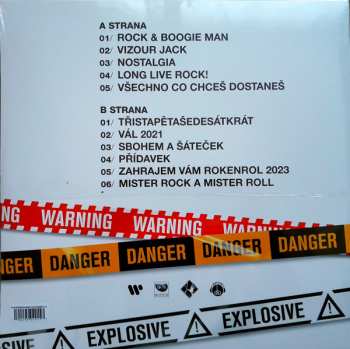 A STRANA
01/ ROCK & BOOGIE MAN
02/ VIZOUR JACK
03/ NOSTALGIA
04/ LONG LIVE ROCK!
05/ VŠECHNO CO CHCEŠ DOSTANEŠ
B STRANA
01/ TŘISTAPĚTAŠEDESÁTKRÁT
02/ VÁL 2021
03/ SBOHEM A ŠÁTEČEK
04/ PŘÍDAVEK
05/ ZAHRAJEM VÁM ROKENROL 2023
06/ MISTER ROCK A MISTER ROLL
WARNING WARNING WARNING
NGER DANGER DANGER DANGER DANGER
EXPLOSIVE EXPLOSIVE